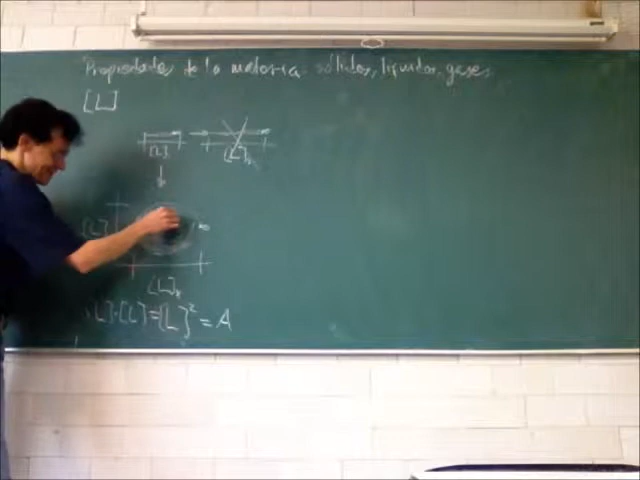 Propiedades de la materia: sólidos, líquidos, gases
[L]
[L]
[L]x
[L]
[L]x
[L]·[L]=[L]² = A